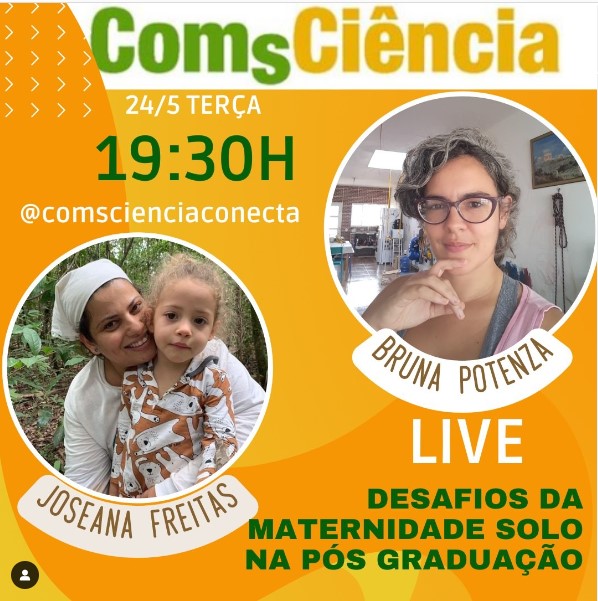 ComsCiência
24/5 TERÇA
19:30H
@comscienciaconecta
BRUNA POTENZA
JOSEANA FREITAS
LIVE
DESAFIOS DA
MATERNIDADE SOLO
NA PÓS GRADUAÇÃO